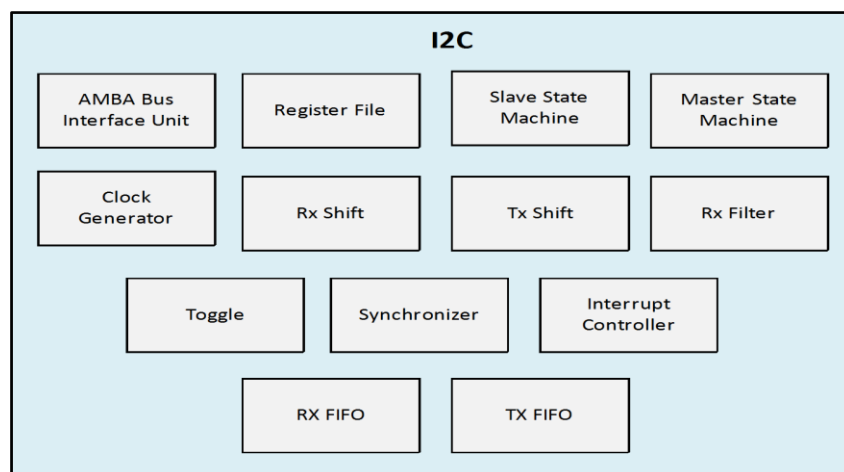 I2C
AMBA Bus
Interface Unit
Register File
Slave State
Machine
Master State
Machine
Clock
Generator
Rx Shift
Tx Shift
Rx Filter
Toggle
Synchronizer
Interrupt
Controller
RX FIFO
TX FIFO